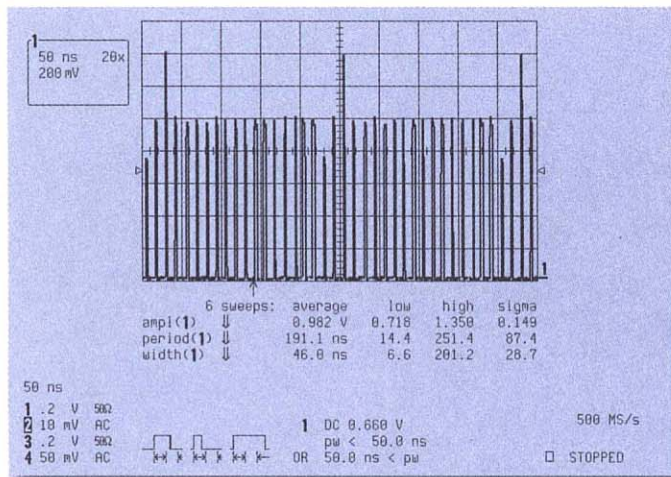 1
50 ns 20x
200mV
1
6 sweeps: average low high sigma
ampl(1) ⇓ 0.982 V 0.718 1.350 0.149
period(1) ⇓ 191.1 ns 14.4 251.4 87.4
width(1) ⇓ 46.0 ns 6.6 201.2 28.7
50 ns
1 .2 V 50Ω
2 10 mV AC
3 .2 V 50Ω
4 50 mV AC
1 DC 0.660 V
pw < 50.0 ns
OR 50.0 ns < pw
500 MS/s
□ STOPPED